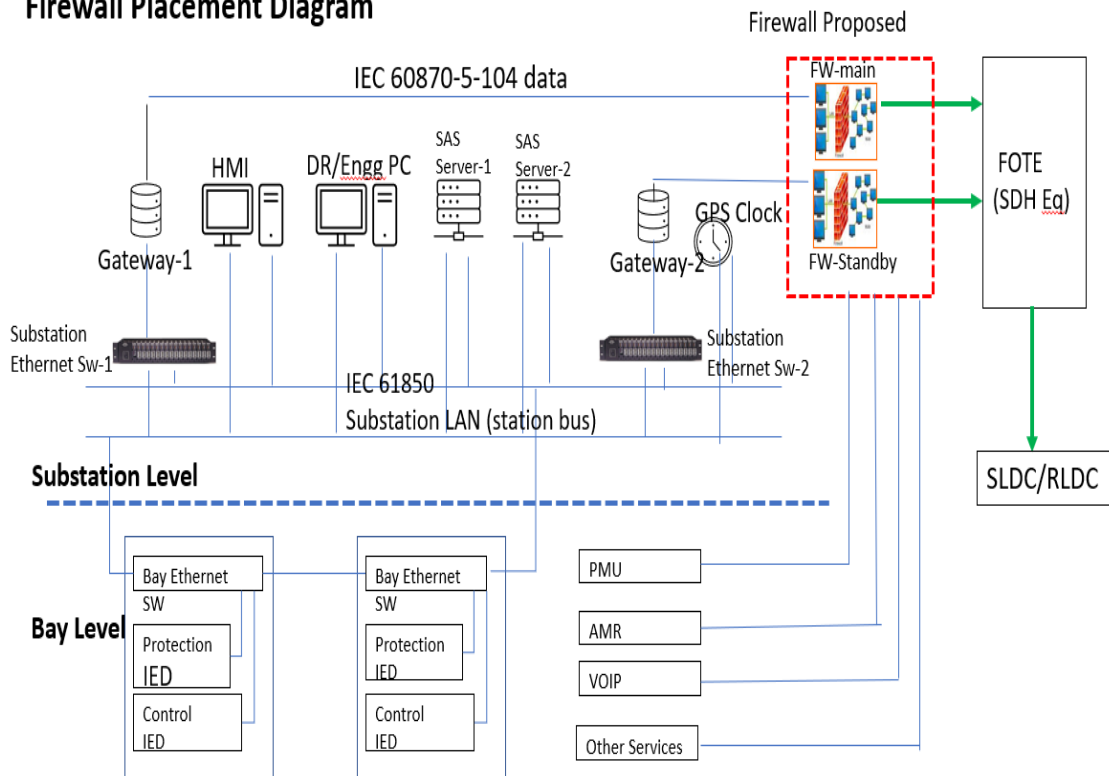 Firewall Placement Diagram
Firewall Proposed
IEC 60870-5-104 data
FW-main
HMI
DR/Engg PC
SAS
Server-1
SAS
Server-2
FOTE
(SDH Eq)
GPS Clock
Gateway-1
Gateway-2
FW-Standby
Substation
Ethernet Sw-1
Substation
Ethernet Sw-2
IEC 61850
Substation LAN (station bus)
Substation Level
SLDC/RLDC
Bay Ethernet
SW
Bay Ethernet
SW
PMU
Bay Level
Protection
IED
Protection
IED
AMR
VOIP
Control
IED
Control
IED
Other Services